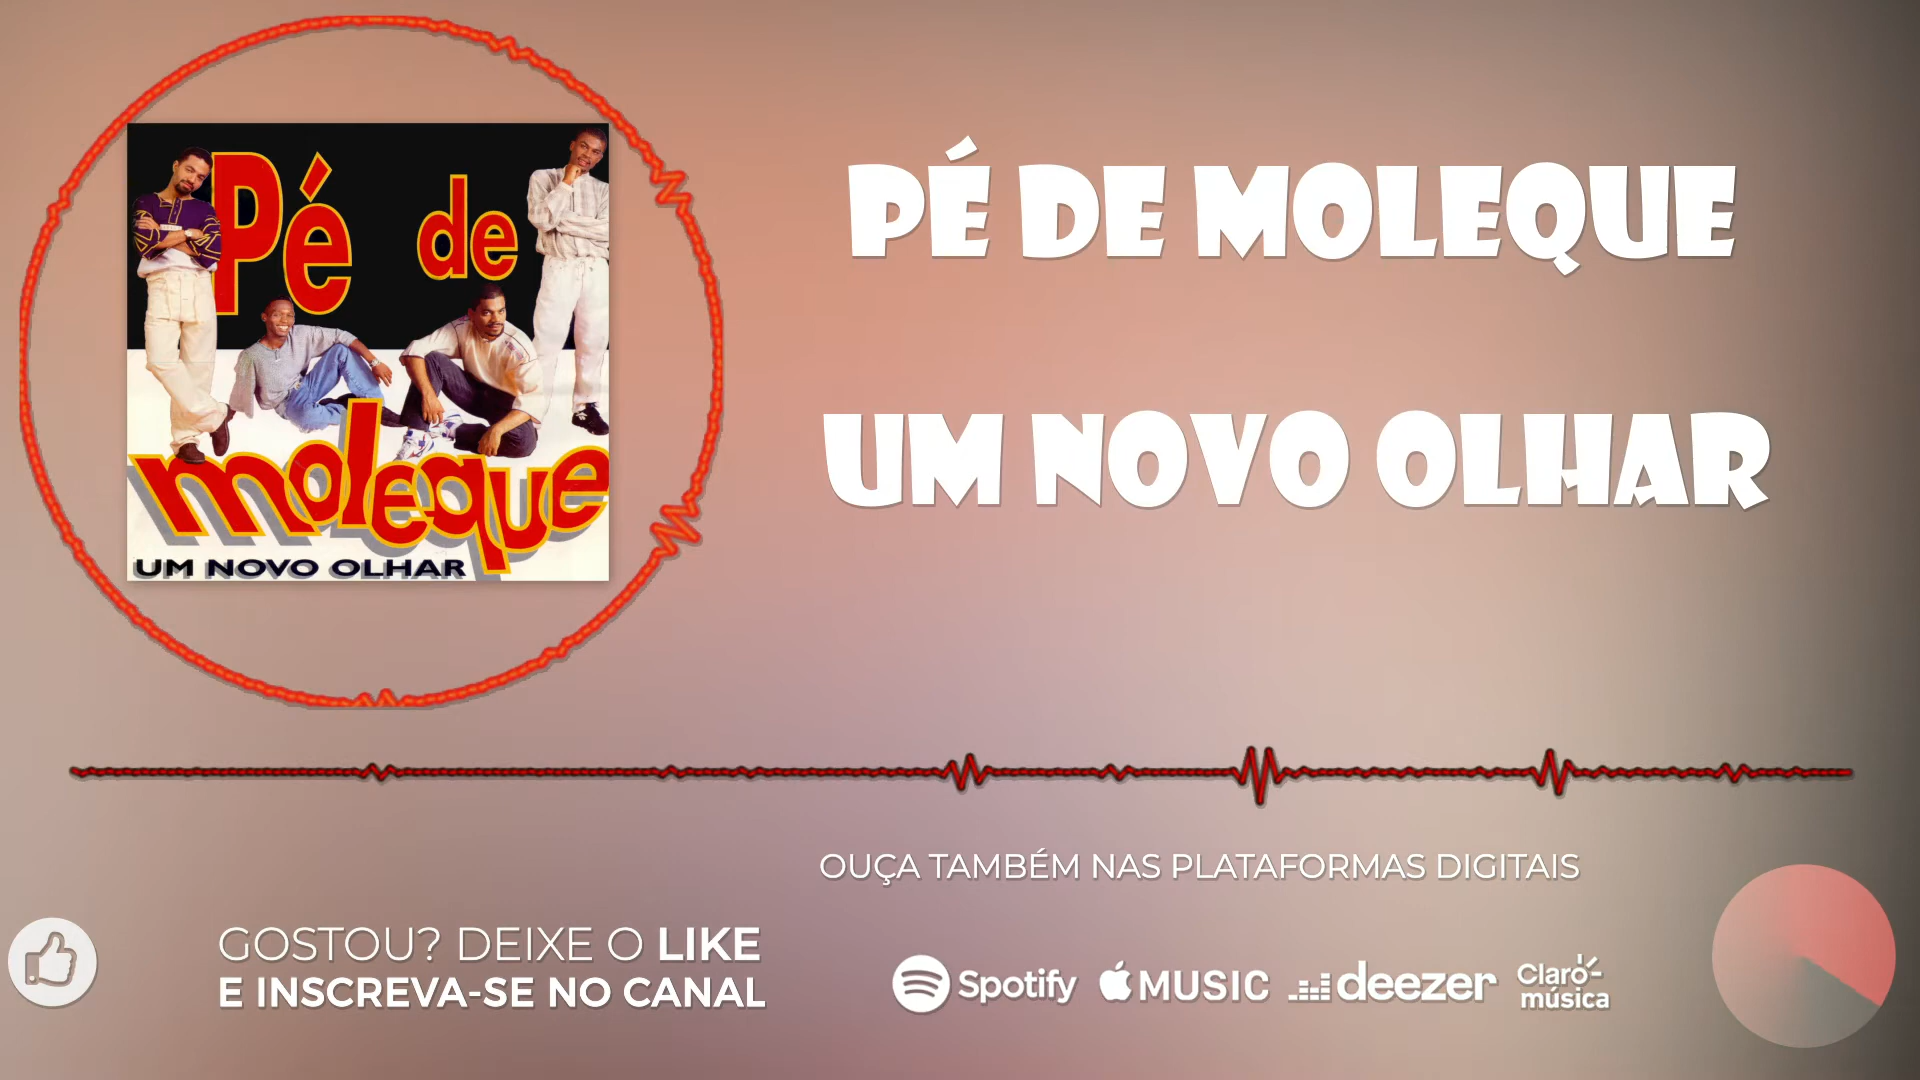 Pé de
moleque
UM NOVO OLHAR
PÉ DE MOLEQUE
UM NOVO OLHAR
OUÇA TAMBÉM NAS PLATAFORMAS DIGITAIS
GOSTOU? DEIXE O LIKE
E INSCREVA-SE NO CANAL
Spotify MUSIC deezer Claro música